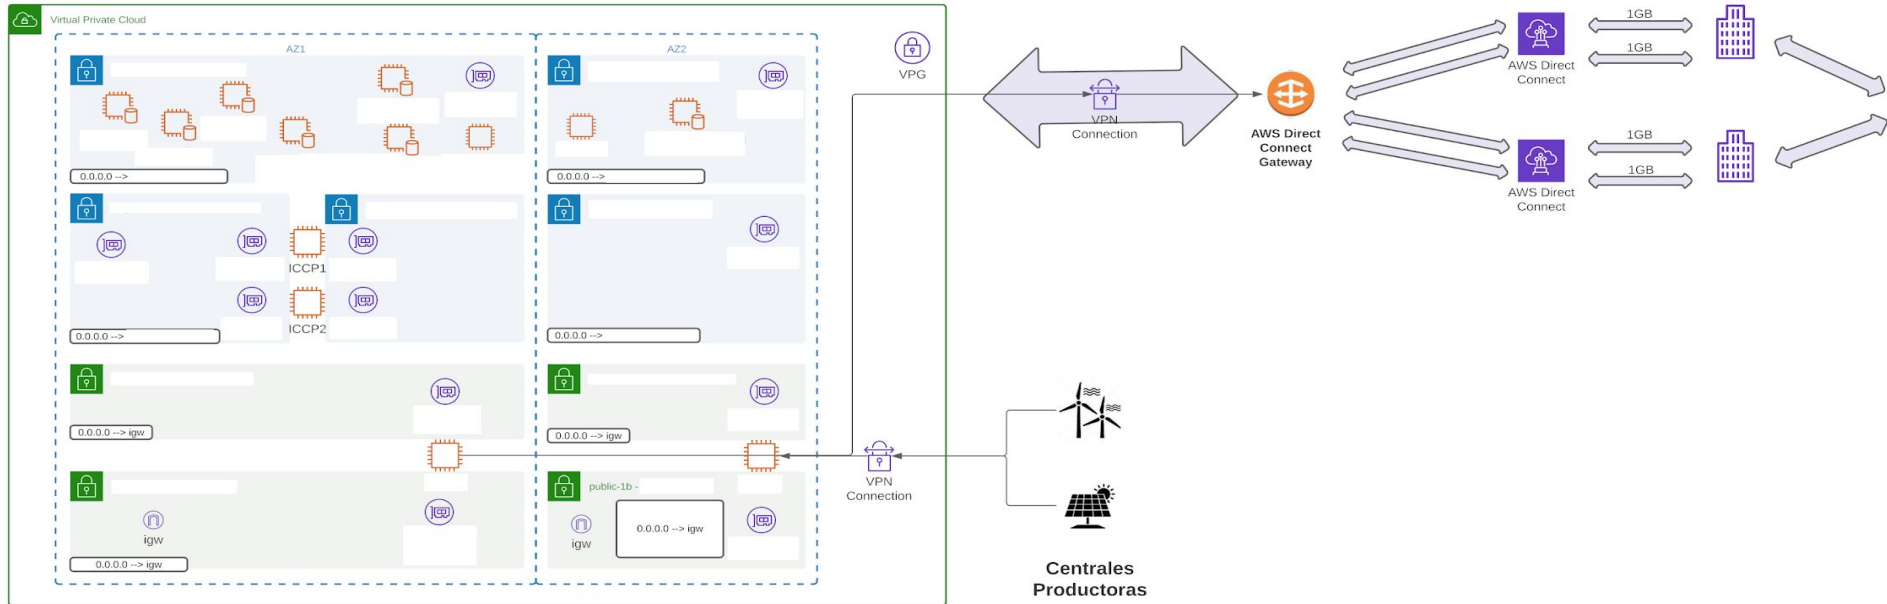 Virtual Private Cloud
AZ1
AZ2
VPG
0.0.0.0 -->
0.0.0.0 -->
ICCP1
ICCP2
0.0.0.0 -->
0.0.0.0 -->
0.0.0.0 --> igw
0.0.0.0 --> igw
public-1b -
igw
0.0.0.0 --> igw
igw
0.0.0.0 --> igw
VPN
Connection
VPN
Connection
AWS Direct
Connect
Gateway
AWS Direct
Connect
1GB
1GB
AWS Direct
Connect
1GB
1GB
Centrales
Productoras